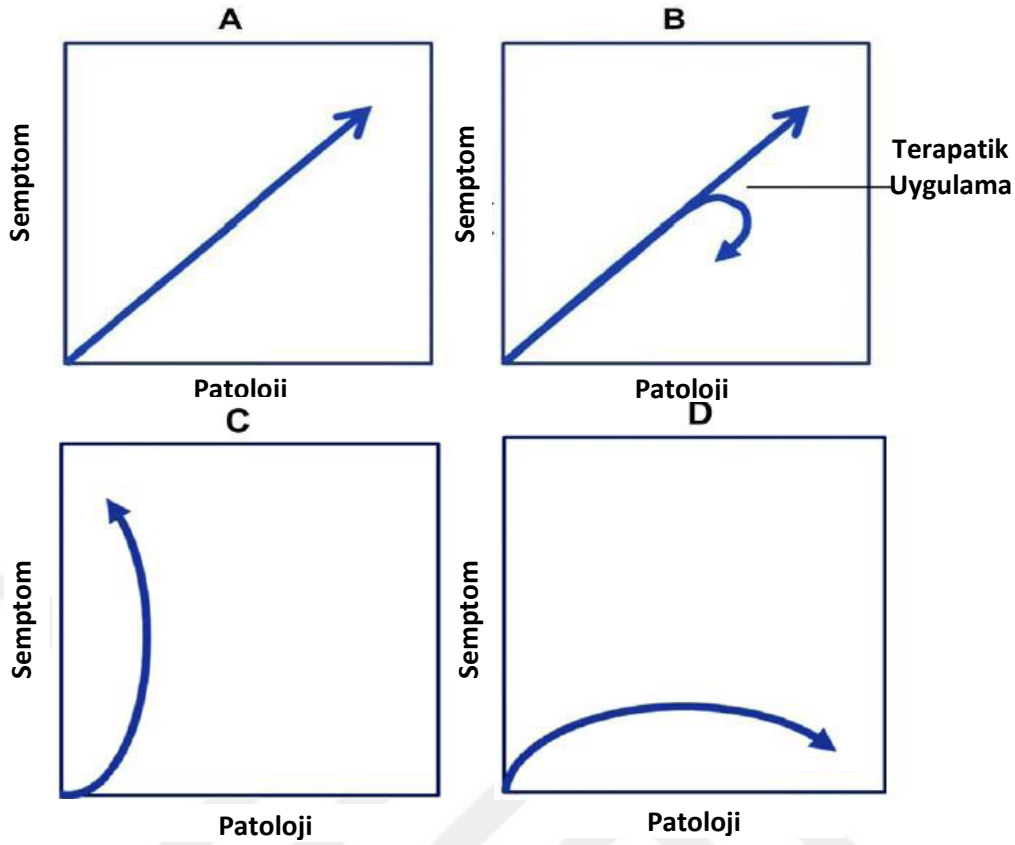 A
B
Semptom
Semptom
Terapatik
Uygulama
Patoloji
Patoloji
C
D
Semptom
Semptom
Patoloji
Patoloji